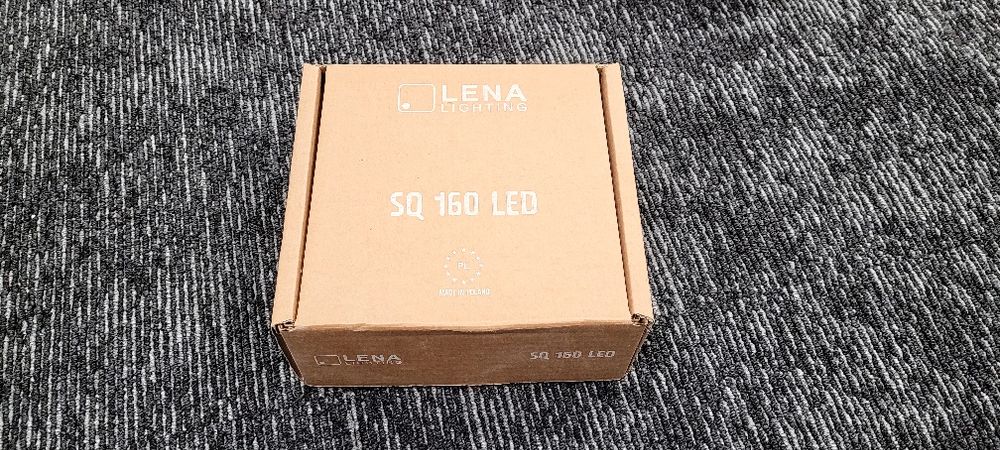 LENA
LIGHTING
SQ 160 LED
PL
MADE IN POLAND
LENA
LIGHTING
SQ 160 LED